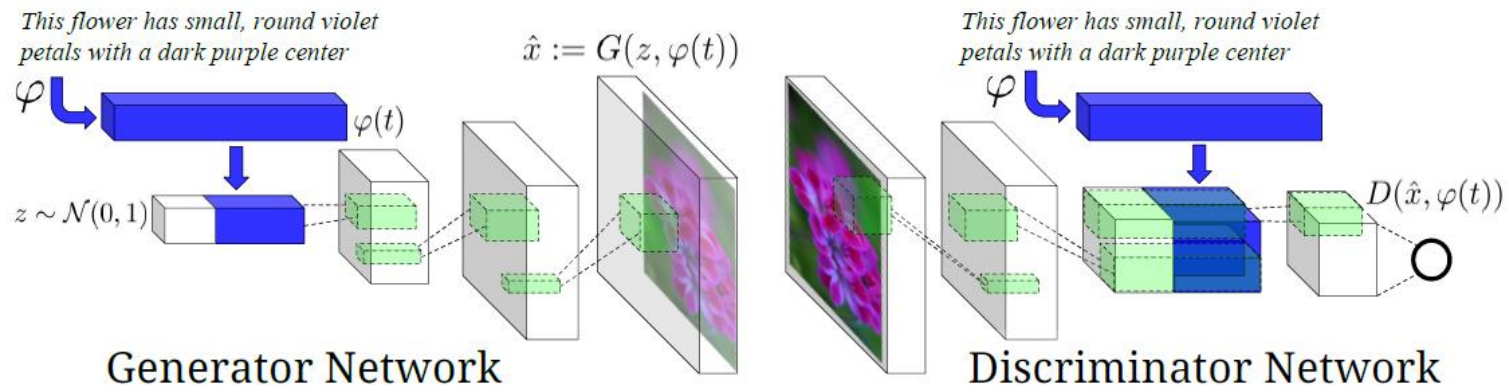 This flower has small, round violet
petals with a dark purple center
φ
φ(t)
z ~ 𝒩(0, 1)
x̂ := G(z, φ(t))
Generator Network
This flower has small, round violet
petals with a dark purple center
φ
D(x̂, φ(t))
Discriminator Network